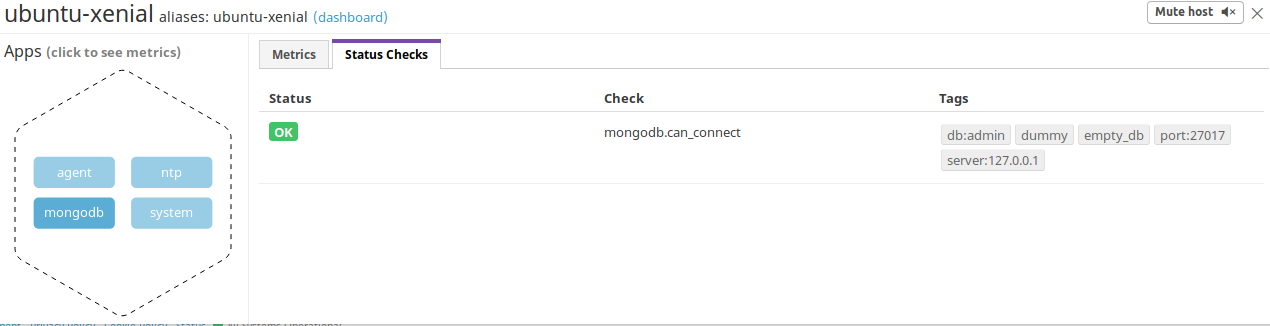 ubuntu-xenial aliases: ubuntu-xenial (dashboard)
Mute host
Apps (click to see metrics)
agent ntp
mongodb system
Metrics Status Checks
Status Check Tags
OK mongodb.can_connect db:admin dummy empty_db port:27017
server:127.0.0.1